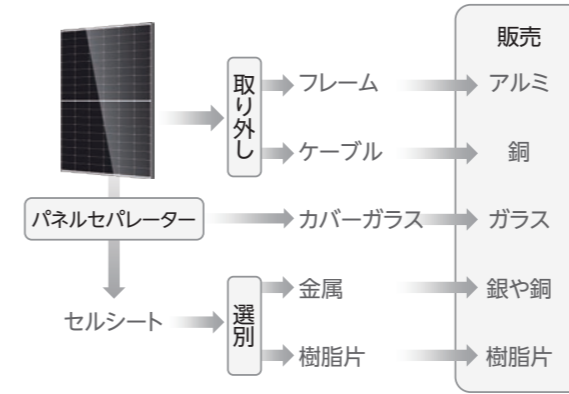 販売
取り外し
フレーム
アルミ
ケーブル
銅
パネルセパレーター
カバーガラス
ガラス
セルシート
選別
金属
銀や銅
樹脂片
樹脂片